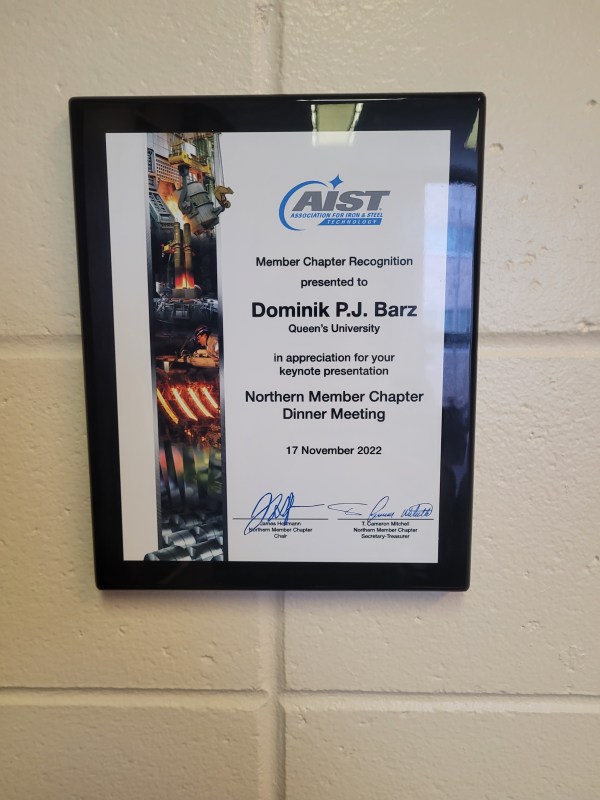 AIST
ASSOCIATION FOR IRON & STEEL
TECHNOLOGY
Member Chapter Recognition
presented to
Dominik P.J. Barz
Queen's University
in appreciation for your
keynote presentation
Northern Member Chapter
Dinner Meeting
17 November 2022
James Hoffmann
Northern Member Chapter
Chair
T. Cameron Mitchell
Northern Member Chapter
Secretary-Treasurer